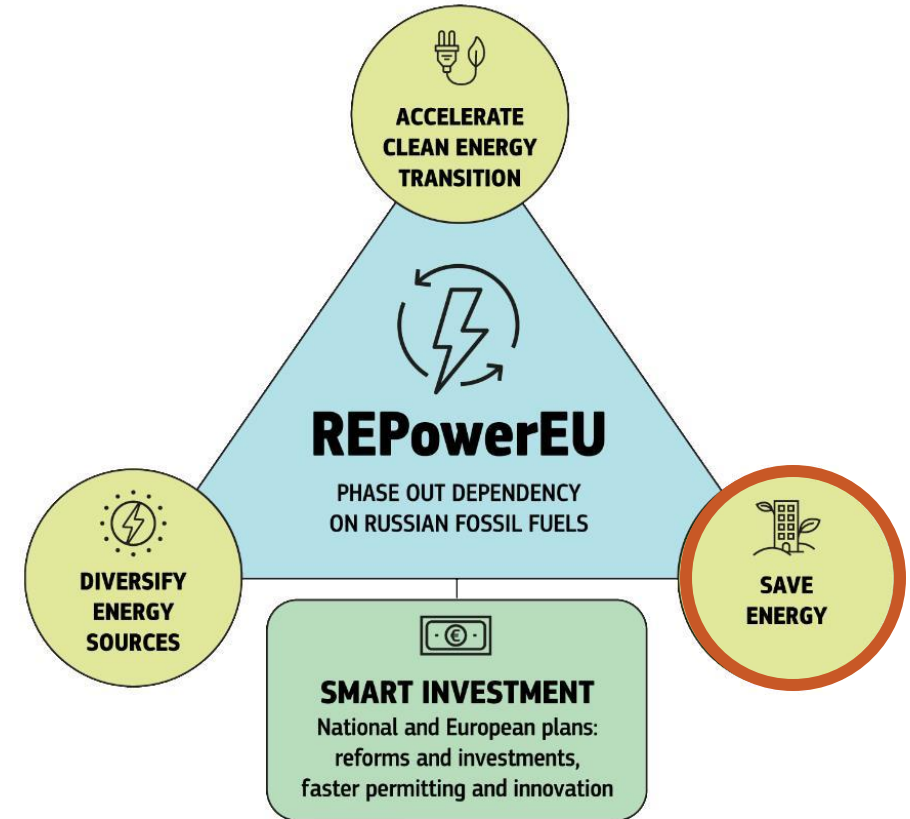 ACCELERATE
CLEAN ENERGY
TRANSITION
REPowerEU
PHASE OUT DEPENDENCY
ON RUSSIAN FOSSIL FUELS
DIVERSIFY
ENERGY
SOURCES
SAVE
ENERGY
€
SMART INVESTMENT
National and European plans:
reforms and investments,
faster permitting and innovation